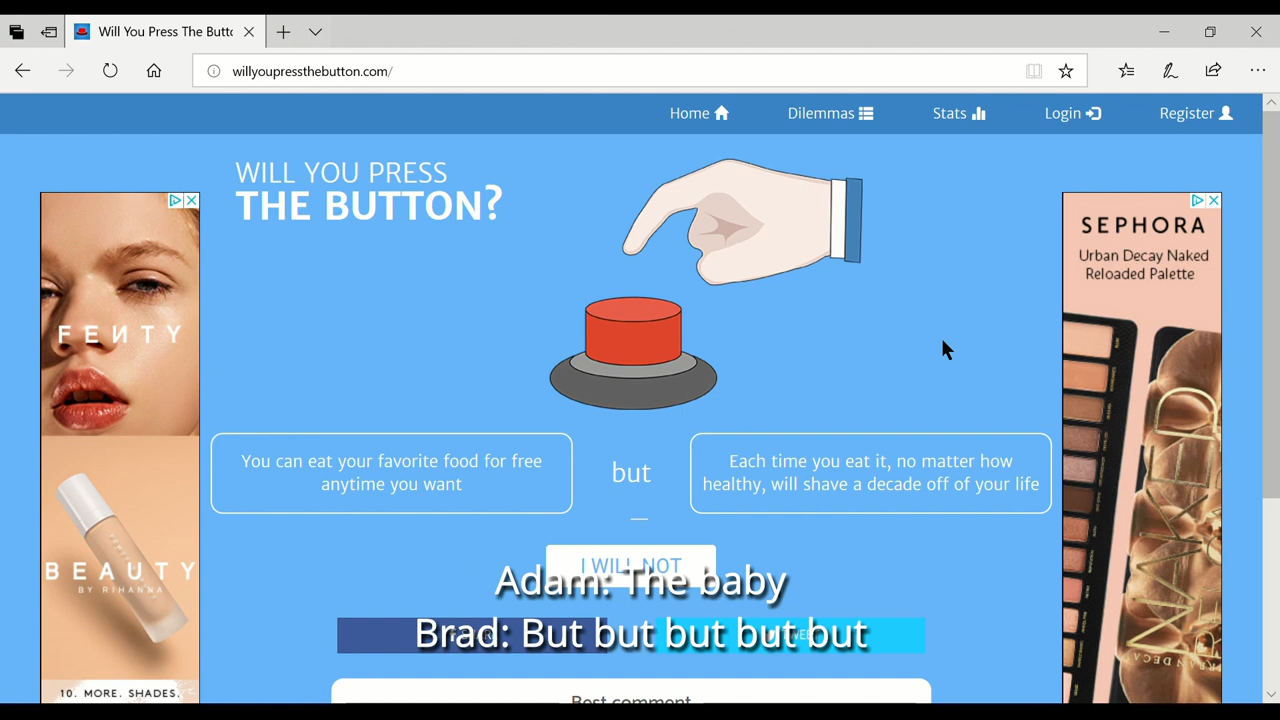 Will You Press The Butt
willyoupressthebutton.com/
Home
Dilemmas
Stats
Login
Register
WILL YOU PRESS
THE BUTTON?
FENTY
BEAUTY
BY RIHANNA
10. MORE. SHADES.
SEPHORA
Urban Decay Naked
Reloaded Palette
NAKED
You can eat your favorite food for free
anytime you want
but
Each time you eat it, no matter how
healthy, will shave a decade off of your life
I WILL NOT
Adam: The baby
Brad: But but but but but
Best comment